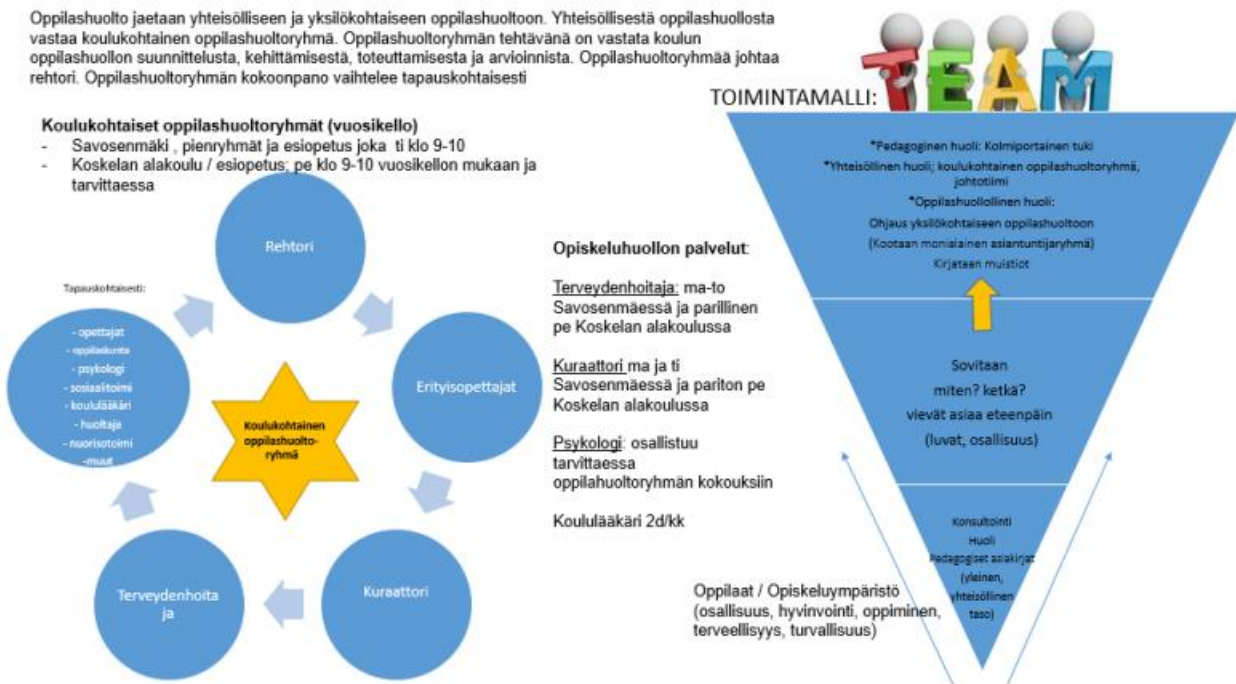 Oppilashuolto jaetaan yhteisölliseen ja yksilökohtaiseen oppilashuoltoon. Yhteisöllisestä oppilashuollosta
vastaa koulukohtainen oppilashuoltoryhmä. Oppilashuoltoryhmän tehtävänä on vastata koulun
oppilashuollon suunnittelusta, kehittämisestä, toteuttamisesta ja arvioinnista. Oppilashuoltoryhmää johtaa
rehtori. Oppilashuoltoryhmän kokoonpano vaihtelee tapauskohtaisesti
Koulukohtaiset oppilashuoltoryhmät (vuosikello)
- Savosenmäki , pienryhmät ja esiopetus joka ti klo 9-10
- Koskelan alakoulu / esiopetus; pe klo 9-10 vuosikellon mukaan ja
tarvittaessa
Rehtori
Erityisopettajat
Kuraattori
Terveydenhoita
ja
Tapauskohtaisesti:
- opettajat
- oppilaskunta
- psykologi
- sosiaalitoimi
- koululääkäri
- huoltaja
- nuorisotoimi
-muut
Koulukohtainen
oppilashuolto-
ryhmä
Opiskeluhuollon palvelut:
Terveydenhoitaja: ma-to
Savosenmäessä ja parillinen
pe Koskelan alakoulussa
Kuraattori ma ja ti
Savosenmäessä ja pariton pe
Koskelan alakoulussa
Psykologi: osallistuu
tarvittaessa
oppilahuoltoryhmän kokouksiin
Koululääkäri 2d/kk
TOIMINTAMALLI:
TEAM
*Pedagoginen huoli: Kolmiportainen tuki
*Yhteisöllinen huoli; koulukohtainen oppilashuoltoryhmä,
johtotiimi
*Oppilashuollollinen huoli:
Ohjaus yksilökohtaiseen oppilashuoltoon
(Kootaan monialainen asiantuntijaryhmä)
Kirjataan muistiot
Sovitaan
miten? ketkä?
vievät asiaa eteenpäin
(luvat, osallisuus)
Konsultointi
Huoli
Pedagogiset asiakirjat
(yleinen,
yhteisöllinen
taso)
Oppilaat / Opiskeluympäristö
(osallisuus, hyvinvointi, oppiminen,
terveellisyys, turvallisuus)